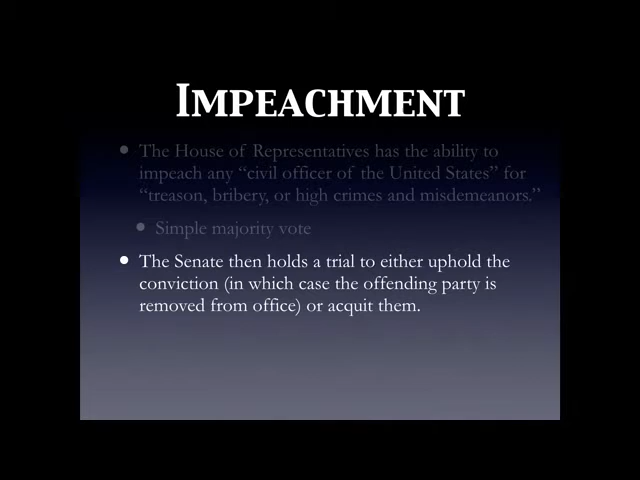 IMPEACHMENT
• The House of Representatives has the ability to
impeach any “civil officer of the United States” for
“treason, bribery, or high crimes and misdemeanors.”
• Simple majority vote
• The Senate then holds a trial to either uphold the
conviction (in which case the offending party is
removed from office) or acquit them.